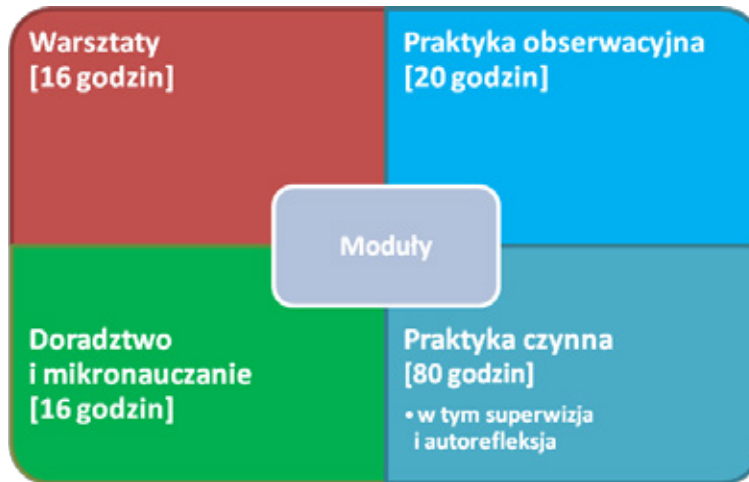 Warsztaty
[16 godzin]
Praktyka obserwacyjna
[20 godzin]
Moduły
Doradztwo
i mikronauczanie
[16 godzin]
Praktyka czynna
[80 godzin]
• w tym superwizja
i autorefleksja